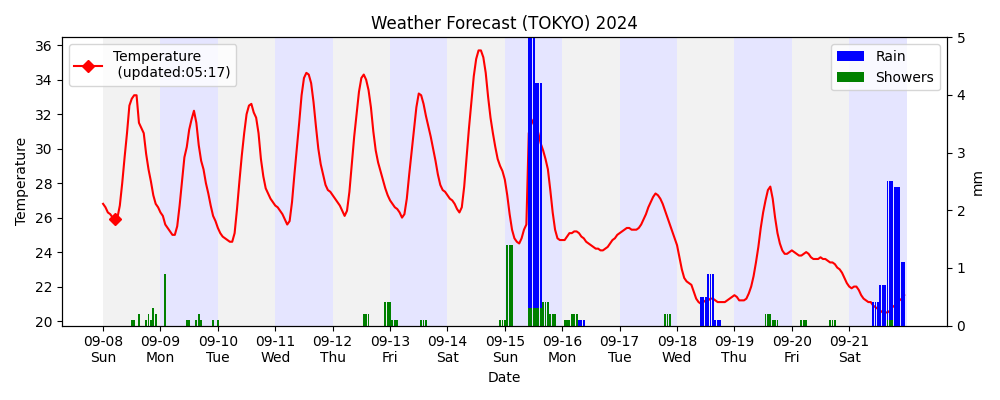 Weather Forecast (TOKYO) 2024
Temperature
(updated:05:17)
Rain
Showers
Temperature
36
34
32
30
28
26
24
22
20
5
4
3
2
1
0
mm
09-08 09-09 09-10 09-11 09-12 09-13 09-14 09-15 09-16 09-17 09-18 09-19 09-20 09-21
Sun Mon Tue Wed Thu Fri Sat Sun Mon Tue Wed Thu Fri Sat
Date